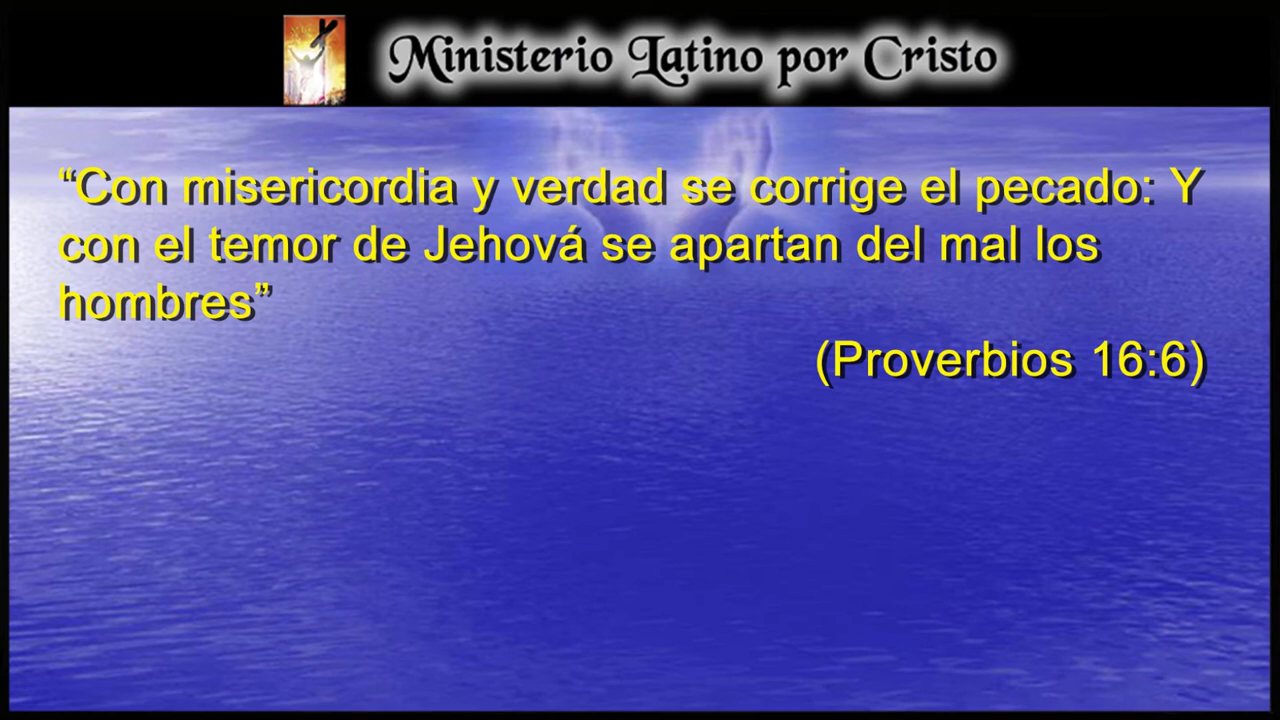 Ministerio Latino por Cristo
“Con misericordia y verdad se corrige el pecado: Y
con el temor de Jehová se apartan del mal los
hombres”
(Proverbios 16:6)